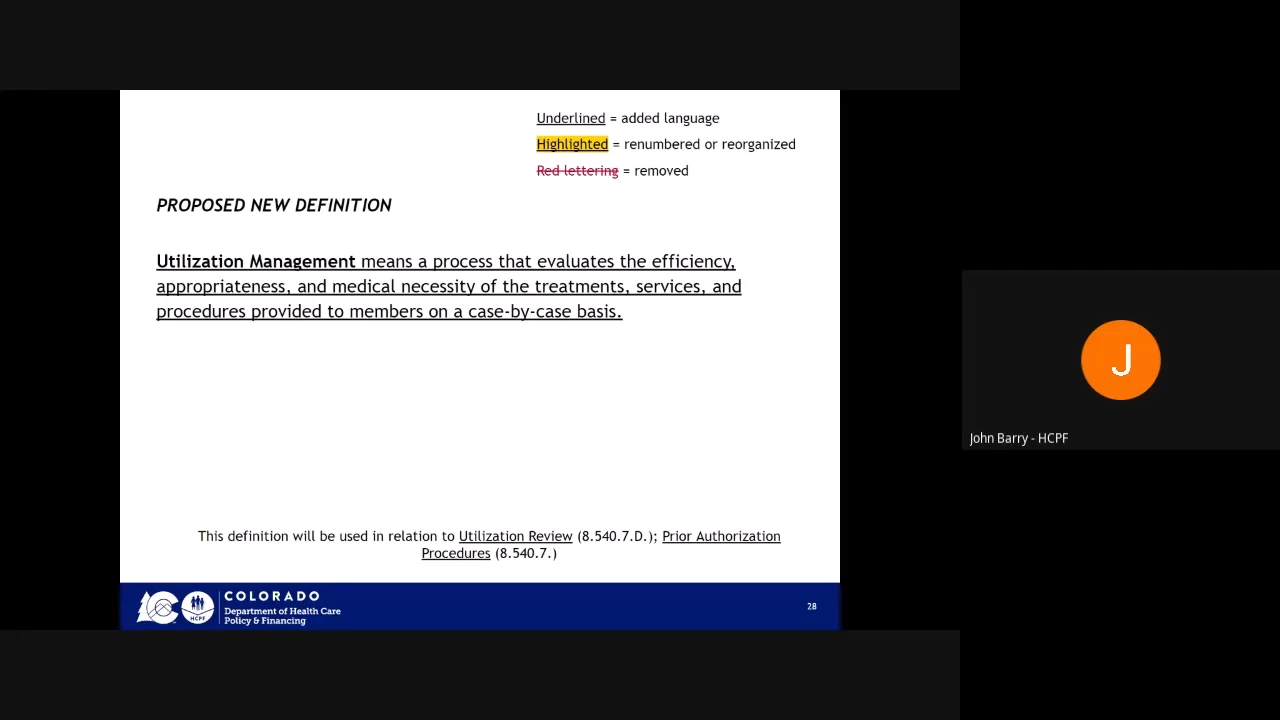 Underlined = added language
Highlighted = renumbered or reorganized
Red lettering = removed
PROPOSED NEW DEFINITION
Utilization Management means a process that evaluates the efficiency,
appropriateness, and medical necessity of the treatments, services, and
procedures provided to members on a case-by-case basis.
This definition will be used in relation to Utilization Review (8.540.7.D.); Prior Authorization
Procedures (8.540.7.)
HCPF
COLORADO
Department of Health Care
Policy & Financing
28
J
John Barry - HCPF